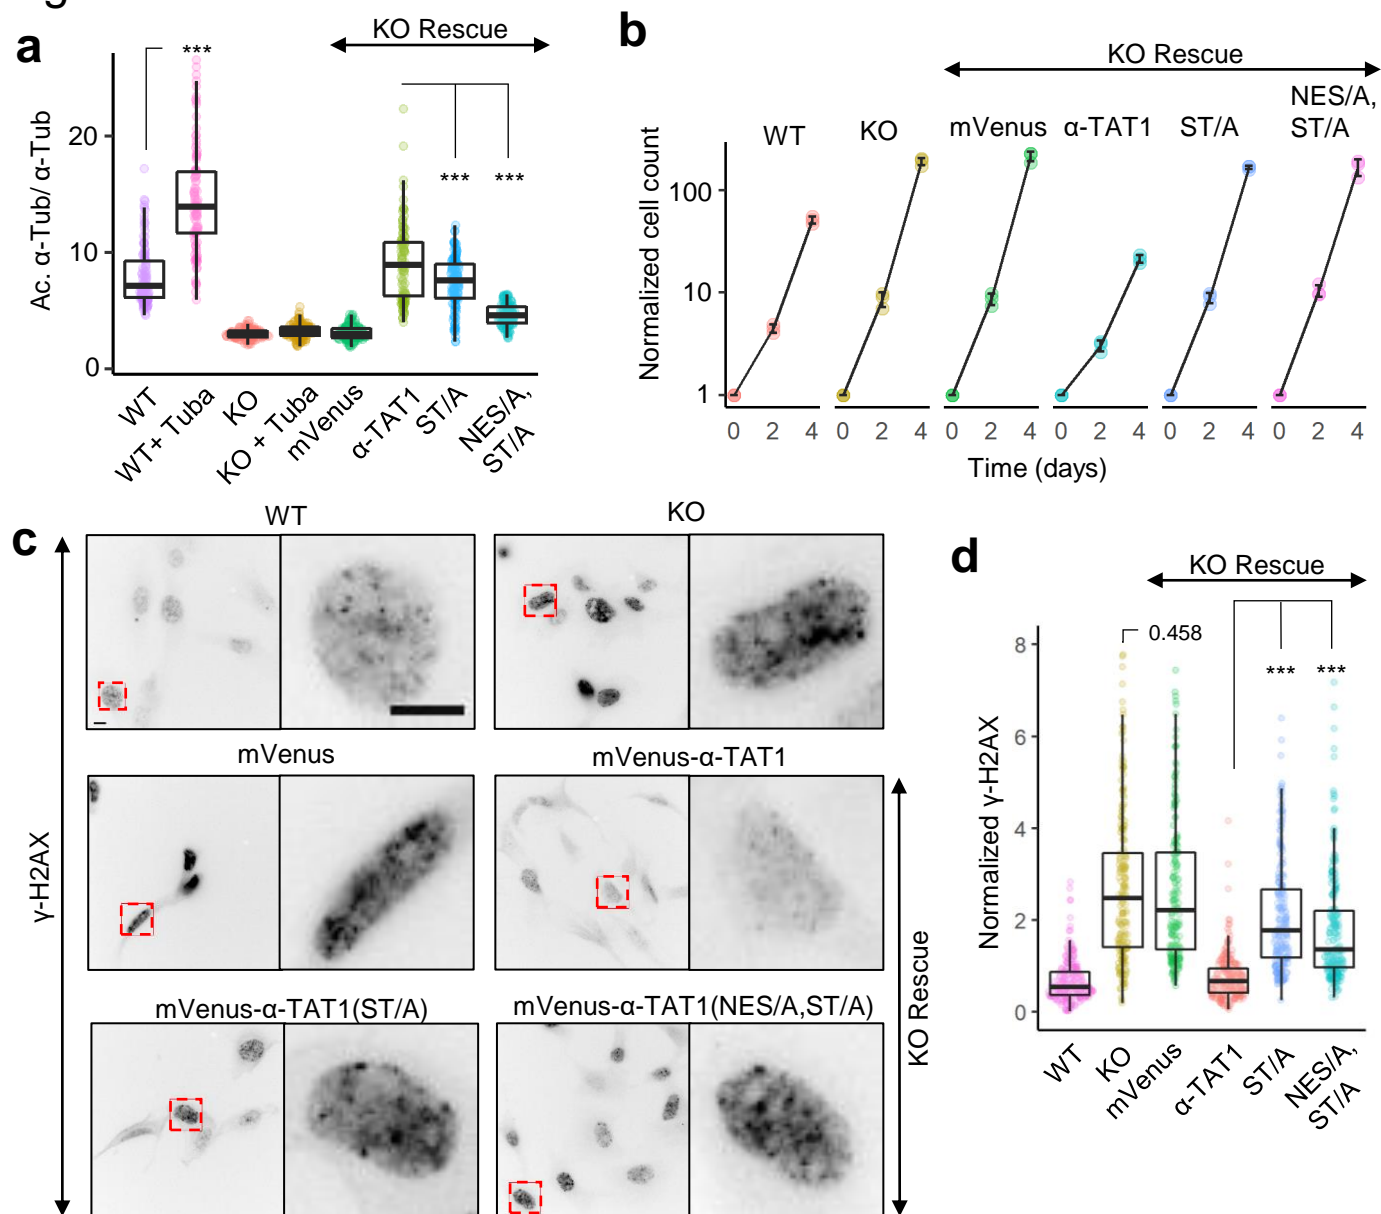 a
KO Rescue
***
***
***
Ac. α-Tub/ α-Tub
20
10
0
WT
WT+ Tuba
KO
KO + Tuba
mVenus
α-TAT1
ST/A
NES/A,
ST/A
b
KO Rescue
WT
KO
mVenus
α-TAT1
ST/A
NES/A,
ST/A
Normalized cell count
100
10
1
0 2 4
0 2 4
0 2 4
0 2 4
0 2 4
0 2 4
Time (days)
c
WT
KO
mVenus
mVenus-α-TAT1
mVenus-α-TAT1(ST/A)
mVenus-α-TAT1(NES/A,ST/A)
γ-H2AX
KO Rescue
d
KO Rescue
0.458
***
***
Normalized γ-H2AX
8
6
4
2
0
WT
KO
mVenus
α-TAT1
ST/A
NES/A,
ST/A